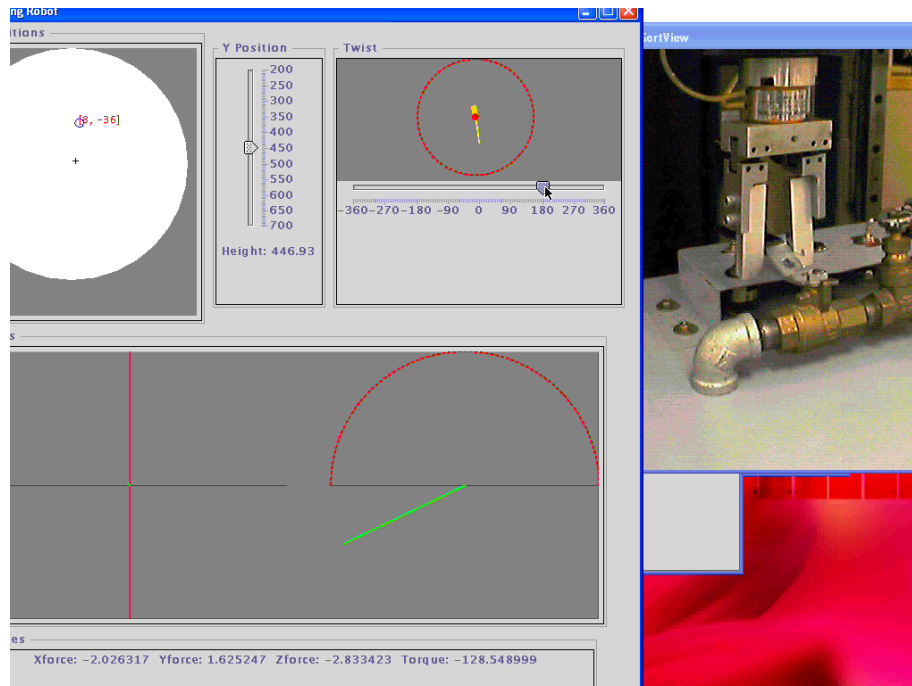 ng Robot
itions
[8, -36]
Y Position
200
250
300
350
400
450
500
550
600
650
700
Height: 446.93
Twist
-360 -270 -180 -90 0 90 180 270 360
SortView
s
es
Xforce: -2.026317 Yforce: 1.625247 Zforce: -2.833423 Torque: -128.548999